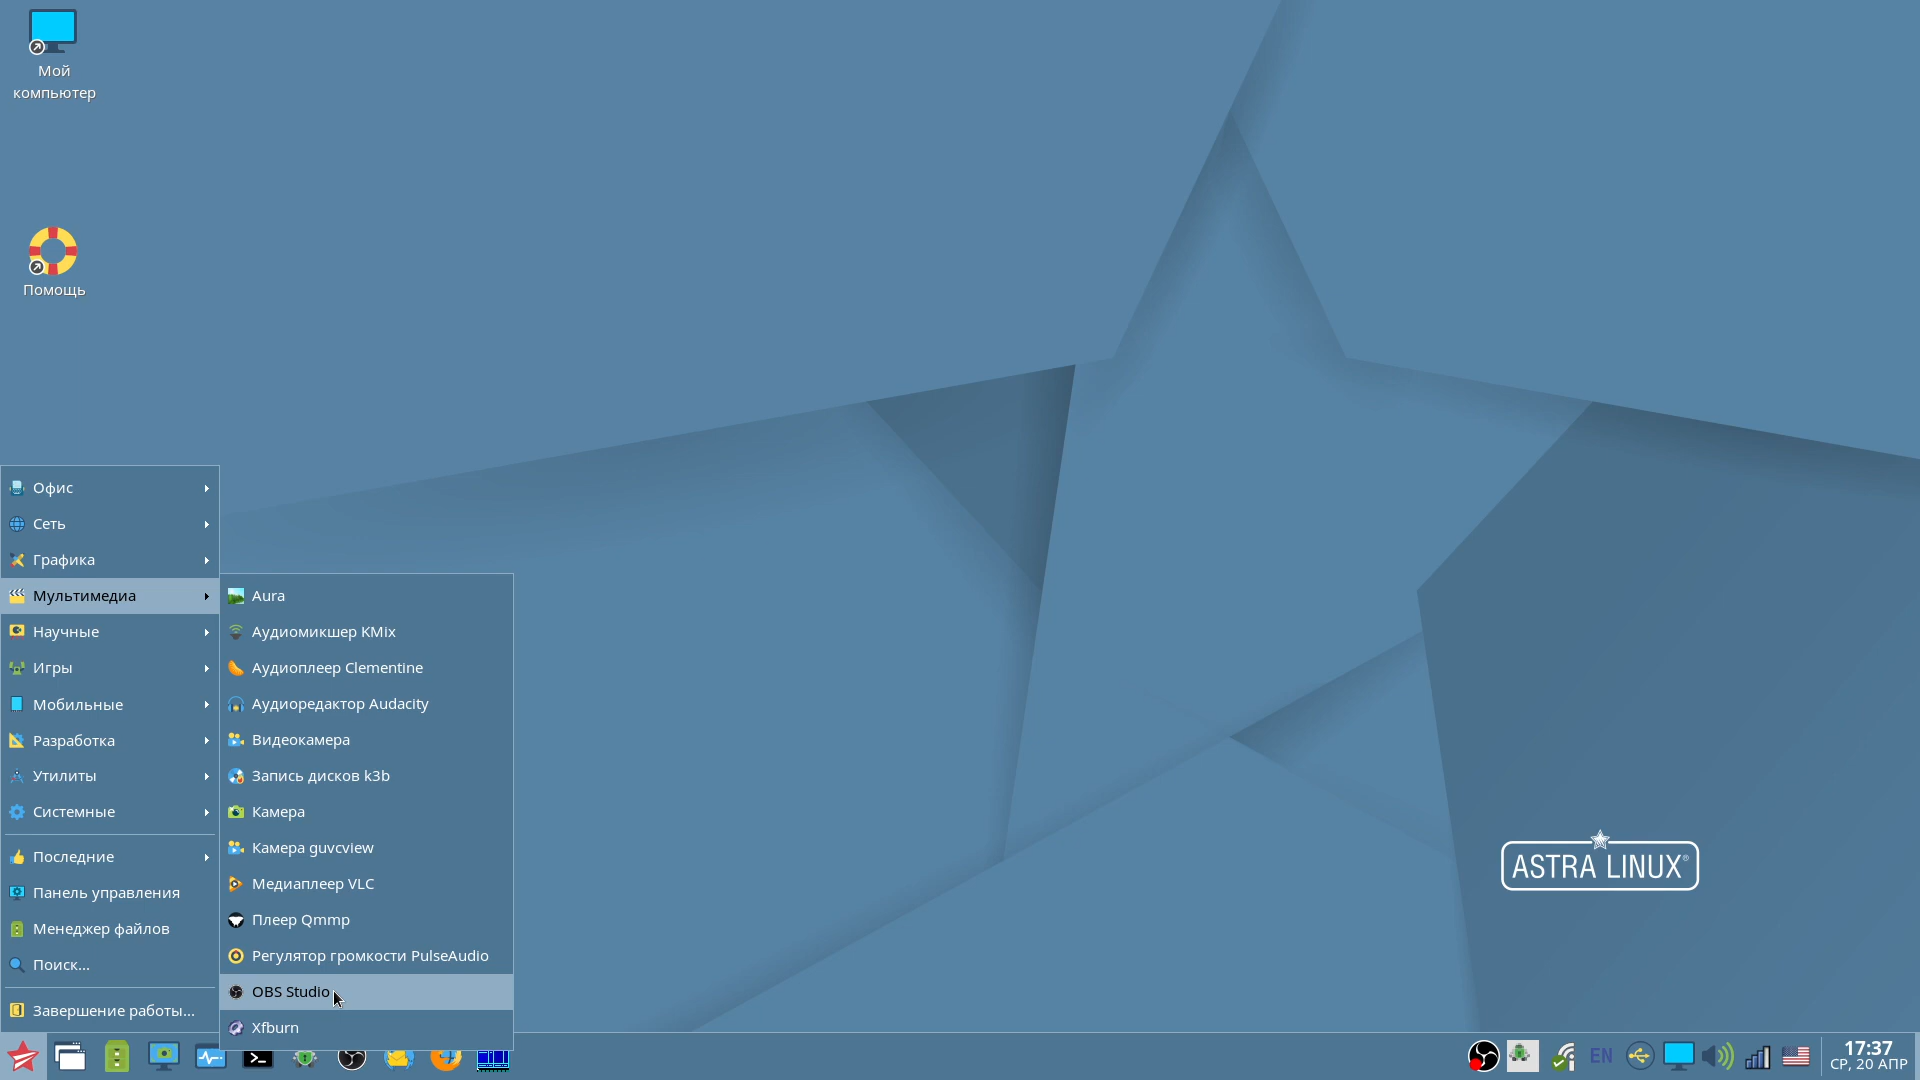 Мой
компьютер
Помощь
Офис
Сеть
Графика
Мультимедиа
Научные
Игры
Мобильные
Разработка
Утилиты
Системные
Последние
Панель управления
Менеджер файлов
Поиск...
Завершение работы...
Aura
Аудиомикшер KMix
Аудиоплеер Clementine
Аудиоредактор Audacity
Видеокамера
Запись дисков k3b
Камера
Камера guvcview
Медиаплеер VLC
Плеер Qmmp
Регулятор громкости PulseAudio
OBS Studio
Xfburn
ASTRA LINUX®
EN
17:37
СР, 20 АПР